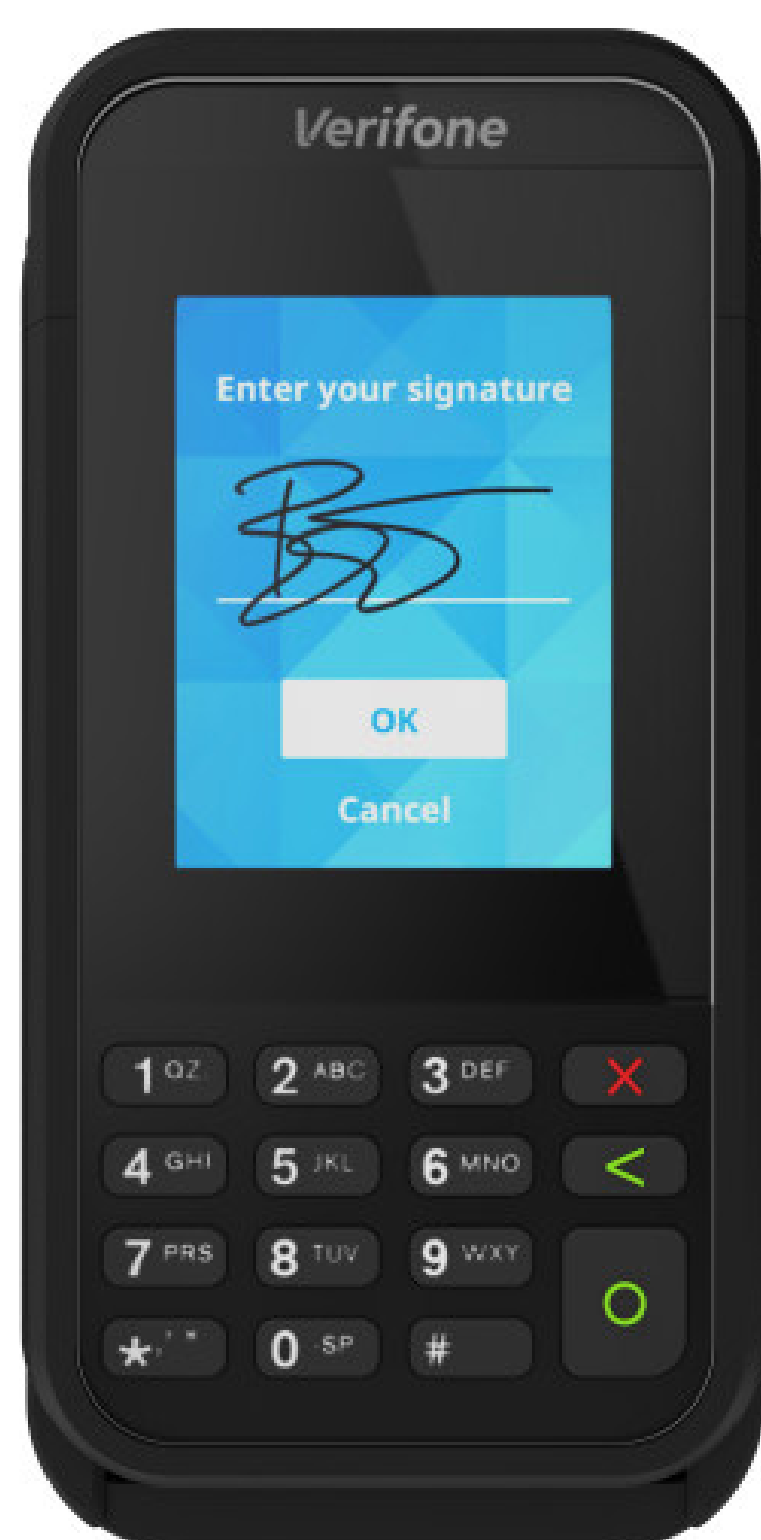 Verifone
Enter your signature
OK
Cancel
1 QZ 2 ABC 3 DEF
4 GHI 5 JKL 6 MNO <
7 PRS 8 TUV 9 WXY
*,'" 0 -SP #